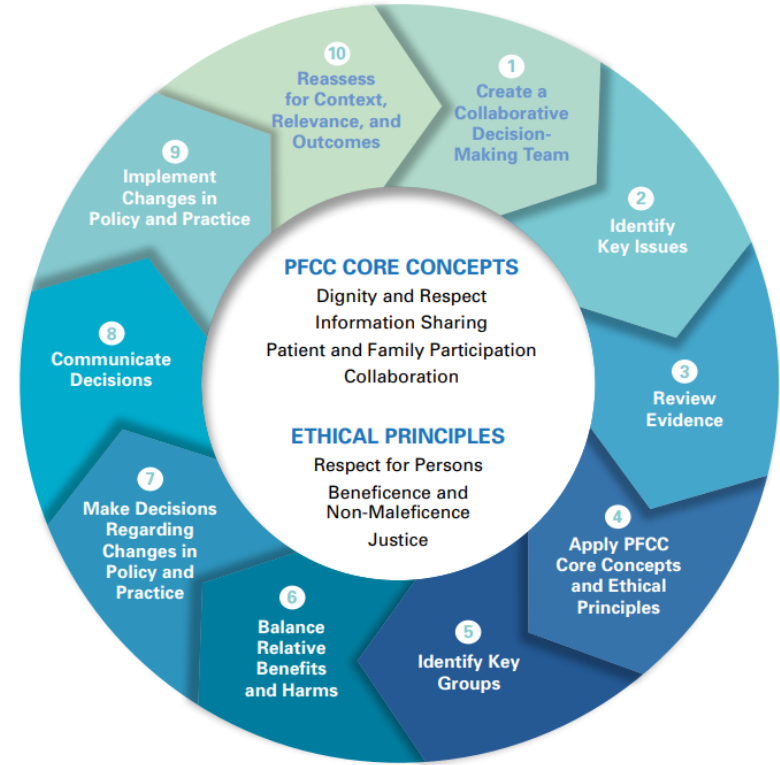 1
Create a
Collaborative
Decision-
Making Team
2
Identify
Key Issues
3
Review
Evidence
4
Apply PFCC
Core Concepts
and Ethical
Principles
5
Identify Key
Groups
6
Balance
Relative
Benefits
and Harms
7
Make Decisions
Regarding
Changes in
Policy and
Practice
8
Communicate
Decisions
9
Implement
Changes in
Policy and Practice
10
Reassess
for Context,
Relevance, and
Outcomes
PFCC CORE CONCEPTS
Dignity and Respect
Information Sharing
Patient and Family Participation
Collaboration
ETHICAL PRINCIPLES
Respect for Persons
Beneficence and
Non-Maleficence
Justice